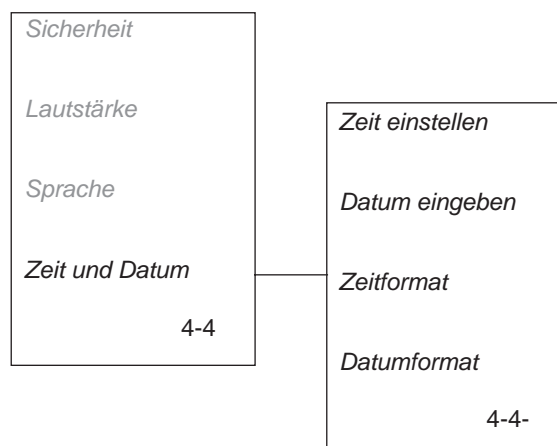 Sicherheit
Lautstärke
Sprache
Zeit und Datum
4-4
Zeit einstellen
Datum eingeben
Zeitformat
Datumformat
4-4-